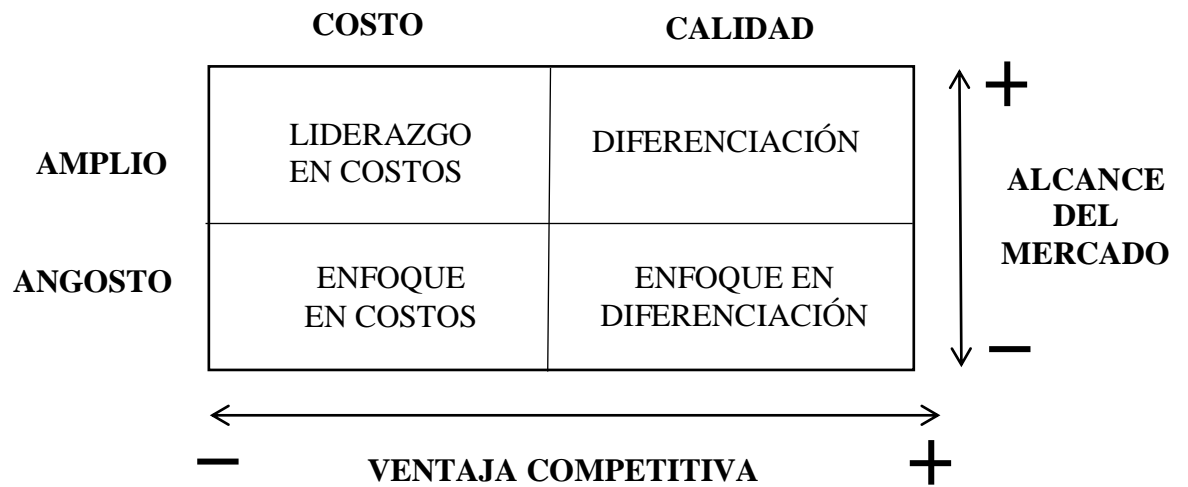 COSTO
CALIDAD
+
AMPLIO
LIDERAZGO
EN COSTOS
DIFERENCIACIÓN
ALCANCE
DEL
MERCADO
ANGOSTO
ENFOQUE
EN COSTOS
ENFOQUE EN
DIFERENCIACIÓN
−
−
VENTAJA COMPETITIVA
+